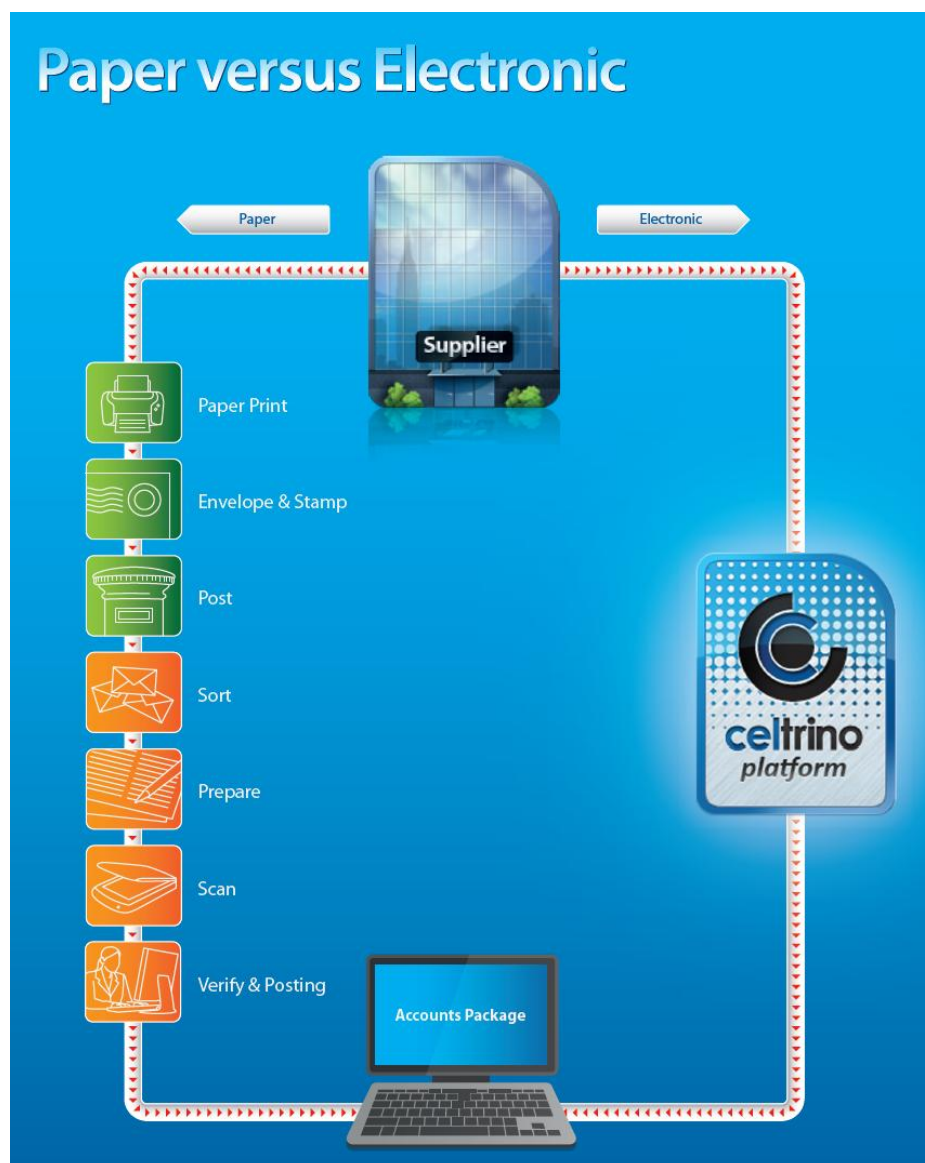 Paper versus Electronic
Paper
Electronic
Supplier
Paper Print
Envelope & Stamp
Post
Sort
Prepare
Scan
Verify & Posting
celtrino
platform
Accounts Package